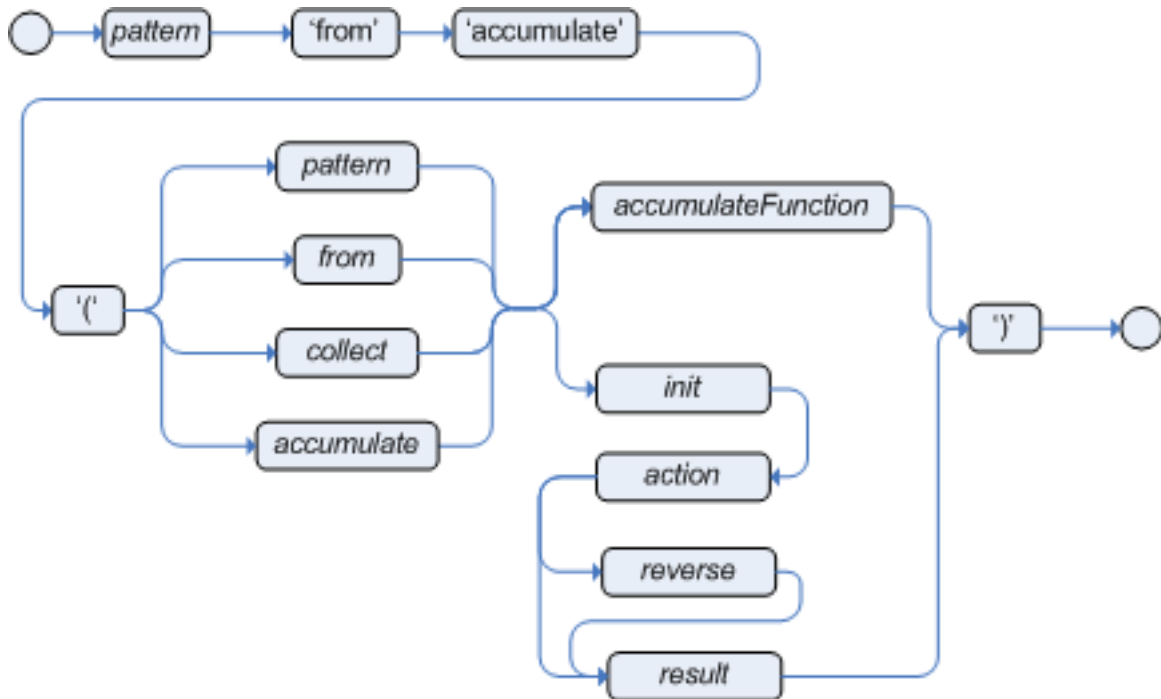 pattern
‘from’
‘accumulate’
pattern
from
collect
accumulate
‘(‘
accumulateFunction
init
action
reverse
result
‘)’